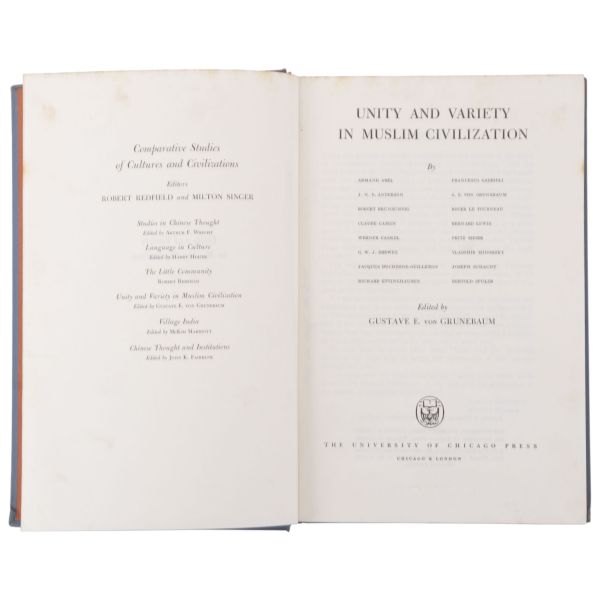 Comparative Studies
of Cultures and Civilizations
Editors
ROBERT REDFIELD AND MILTON SINGER
Studies in Chinese Thought
Edited by ARTHUR F. WRIGHT
Language in Culture
Edited by HARRY HOIJER
The Little Community
ROBERT REDFIELD
Unity and Variety in Muslim Civilization
Edited by GUSTAVE E. VON GRUNEBAUM
Village India
Edited by MCKIM MARRIOTT
Chinese Thought and Institutions
Edited by JOHN K. FAIRBANK
UNITY AND VARIETY
IN MUSLIM CIVILIZATION
By
ARMAND ABEL
J. N. D. ANDERSON
ROBERT BRUNSCHVIG
CLAUDE CAHEN
WERNER CASKEL
G. W. J. DREWES
JACQUES DUCHESNE-GUILLEMIN
RICHARD ETTINGHAUSEN
FRANCESCO GABRIELI
G. E. VON GRUNEBAUM
ROGER LE TOURNEAU
BERNARD LEWIS
FRITZ MEIER
VLADIMIR MINORSKY
JOSEPH SCHACHT
BERTOLD SPULER
Edited by
GUSTAVE E. VON GRUNEBAUM
THE UNIVERSITY OF CHICAGO PRESS
CHICAGO & LONDON